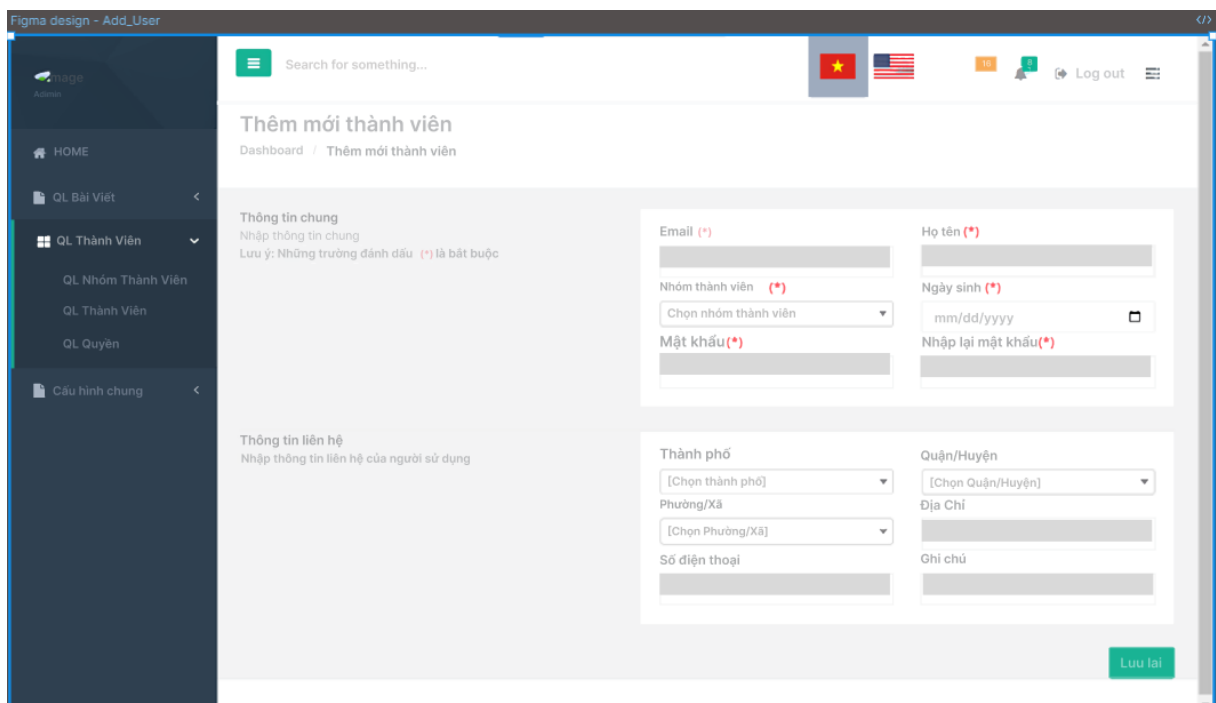 Figma design - Add_User
</>
mage
Admin
HOME
QL Bài Viết
QL Thành Viên
QL Nhóm Thành Viên
QL Thành Viên
QL Quyền
Cấu hình chung
Search for something...
16
8
Log out
Thêm mới thành viên
Dashboard / Thêm mới thành viên
Thông tin chung
Nhập thông tin chung
Lưu ý: Những trường đánh dấu (*) là bắt buộc
Email (*)
Họ tên (*)
Nhóm thành viên (*)
Ngày sinh (*)
Chọn nhóm thành viên
mm/dd/yyyy
Mật khẩu(*)
Nhập lại mật khẩu(*)
Thông tin liên hệ
Nhập thông tin liên hệ của người sử dụng
Thành phố
Quận/Huyện
[Chọn thành phố]
[Chọn Quận/Huyện]
Phường/Xã
Địa Chỉ
[Chọn Phường/Xã]
Số điện thoại
Ghi chú
Luu lai